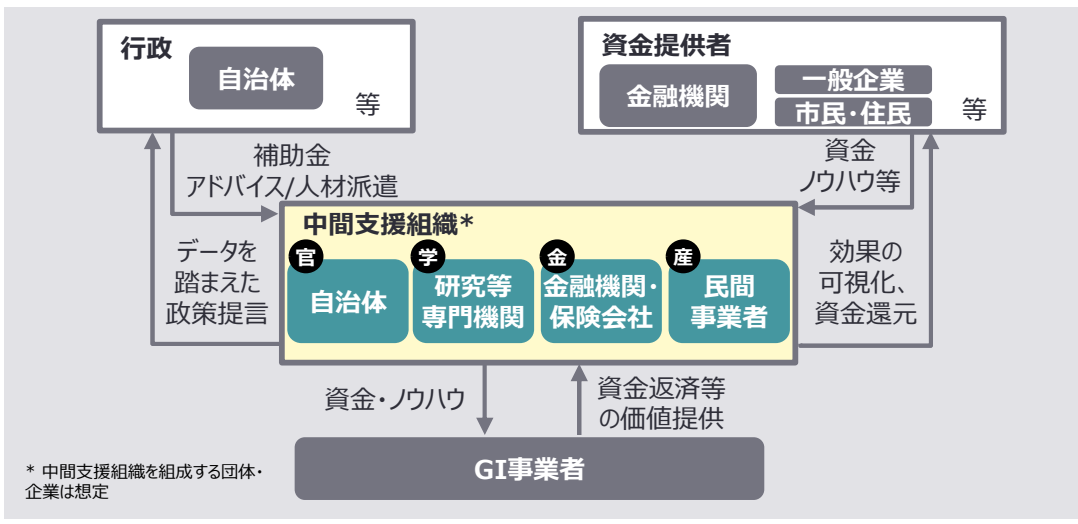 行政
自治体
等
資金提供者
金融機関
一般企業
市民・住民
等
補助金
アドバイス/人材派遣
資金
ノウハウ等
中間支援組織*
データを
踏まえた
政策提言
官
自治体
学
研究等
専門機関
金
金融機関・
保険会社
産
民間
事業者
効果の
可視化、
資金還元
資金・ノウハウ
資金返済等
の価値提供
GI事業者
* 中間支援組織を組成する団体・
企業は想定